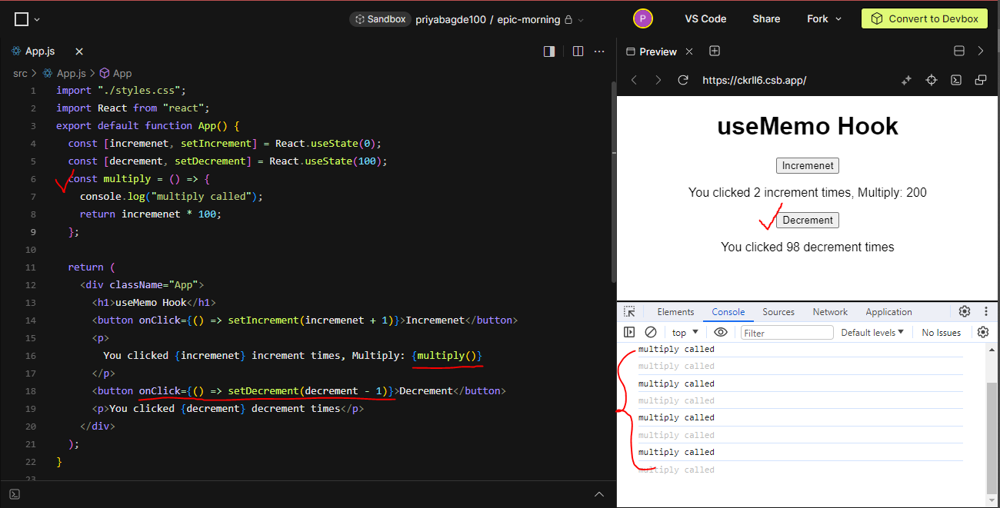 Sandbox priyabagde100 / epic-morning
P VS Code Share Fork Convert to Devbox
App.js
src > App.js > App
1 import "./styles.css";
2 import React from "react";
3 export default function App() {
4 const [incremenet, setIncrement] = React.useState(0);
5 const [decrement, setDecrement] = React.useState(100);
6 const multiply = () => {
7 console.log("multiply called");
8 return incremenet * 100;
9 };
10
11 return (
12 <div className="App">
13 <h1>useMemo Hook</h1>
14 <button onClick={() => setIncrement(incremenet + 1)}>Incremenet</button>
15 <p>
16 You clicked {incremenet} increment times, Multiply: {multiply()}
17 </p>
18 <button onClick={() => setDecrement(decrement - 1)}>Decrement</button>
19 <p>You clicked {decrement} decrement times</p>
20 </div>
21 );
22 }
23
Preview
https://ckrll6.csb.app/
useMemo Hook
Incremenet
You clicked 2 increment times, Multiply: 200
Decrement
You clicked 98 decrement times
Elements Console Sources Network Application
top Filter Default levels No Issues
multiply called
multiply called
multiply called
multiply called
multiply called
multiply called
multiply called
multiply called